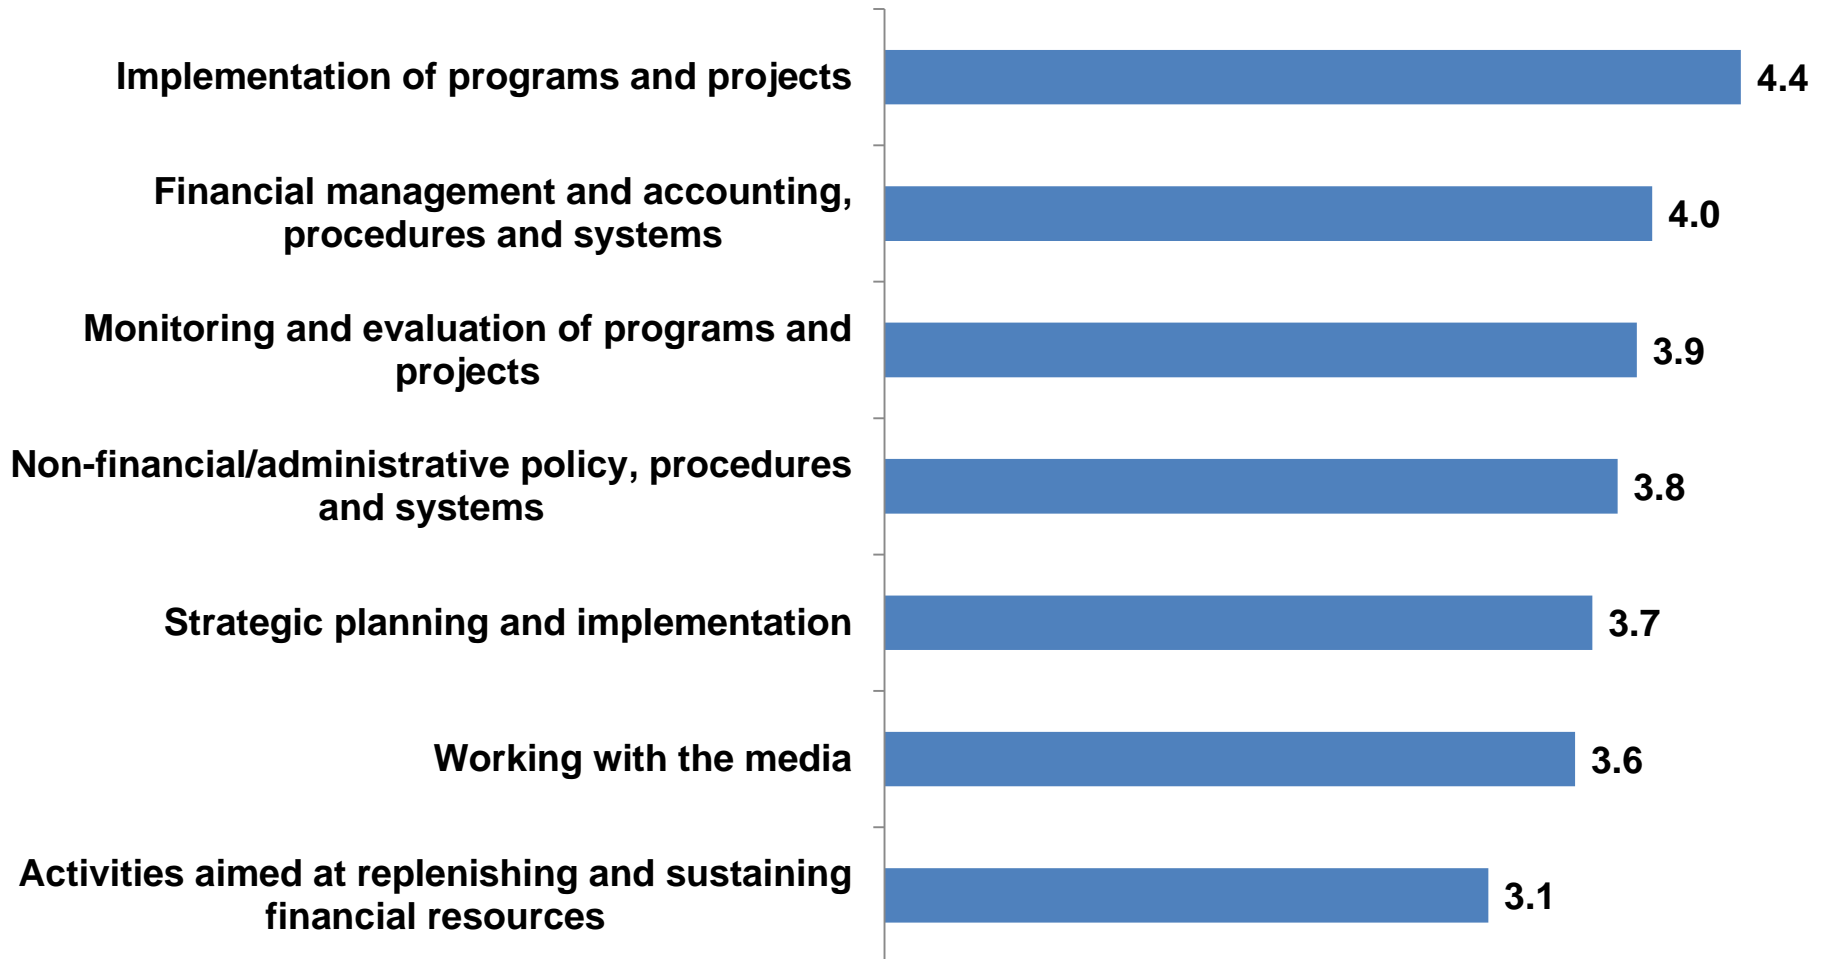 Implementation of programs and projects
4.4
Financial management and accounting,
procedures and systems
4.0
Monitoring and evaluation of programs and
projects
3.9
Non-financial/administrative policy, procedures
and systems
3.8
Strategic planning and implementation
3.7
Working with the media
3.6
Activities aimed at replenishing and sustaining
financial resources
3.1